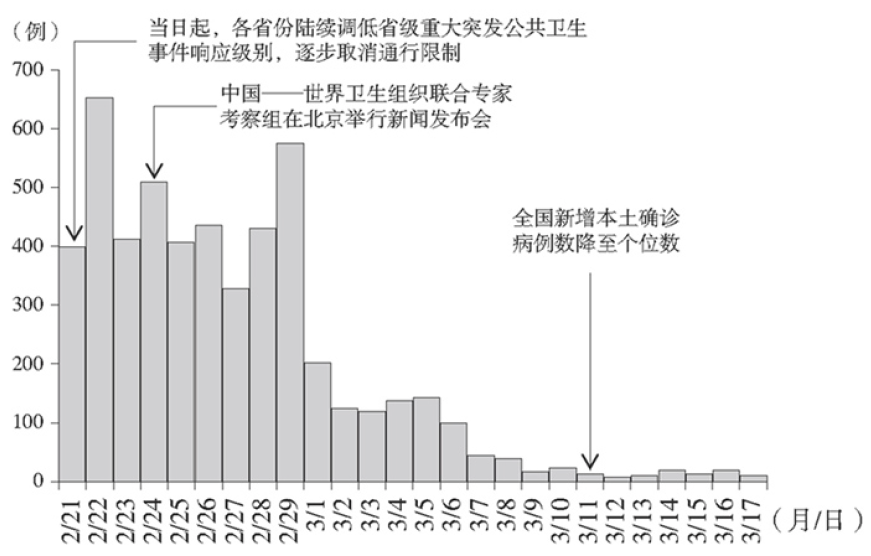 （例）
当日起，各省份陆续调低省级重大突发公共卫生
事件响应级别，逐步取消通行限制
中国——世界卫生组织联合专家
考察组在北京举行新闻发布会
全国新增本土确诊
病例数降至个位数
700
600
500
400
300
200
100
0
2/21 2/22 2/23 2/24 2/25 2/26 2/27 2/28 2/29 3/1 3/2 3/3 3/4 3/5 3/6 3/7 3/8 3/9 3/10 3/11 3/12 3/13 3/14 3/15 3/16 3/17 （月/日）